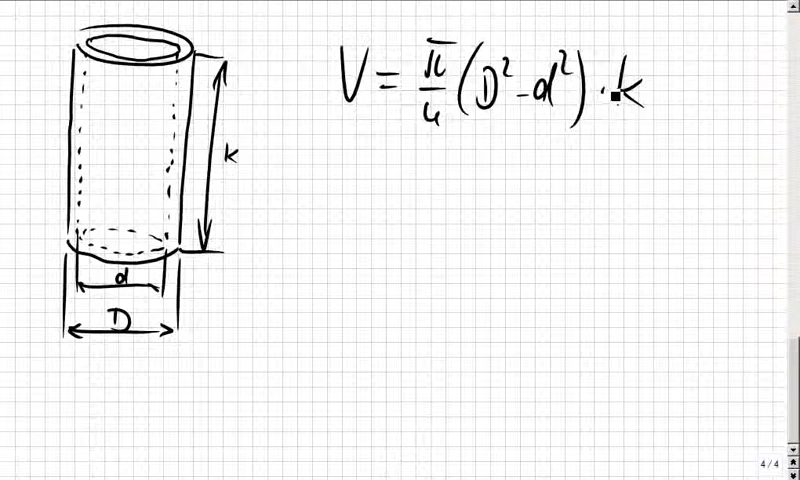 V = π/4 (D² - d²) · k
k
d
D
4 / 4